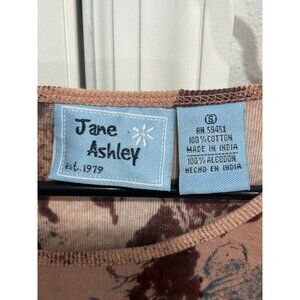 Jane
Ashley
est. 1979
S
RN 59451
100% COTTON
MADE IN INDIA
100% ALGODON
HECHO EN INDIA